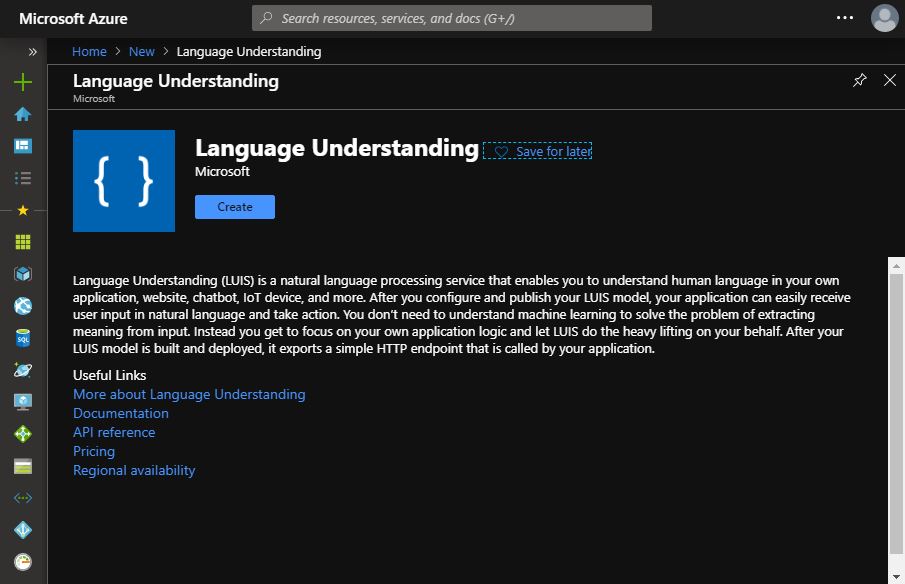 Microsoft Azure
Search resources, services, and docs (G+/)
Home > New > Language Understanding
Language Understanding
Microsoft
{ }
Language Understanding
Save for later
Microsoft
Create
Language Understanding (LUIS) is a natural language processing service that enables you to understand human language in your own
application, website, chatbot, IoT device, and more. After you configure and publish your LUIS model, your application can easily receive
user input in natural language and take action. You don't need to understand machine learning to solve the problem of extracting
meaning from input. Instead you get to focus on your own application logic and let LUIS do the heavy lifting on your behalf. After your
LUIS model is built and deployed, it exports a simple HTTP endpoint that is called by your application.
Useful Links
More about Language Understanding
Documentation
API reference
Pricing
Regional availability
SQL